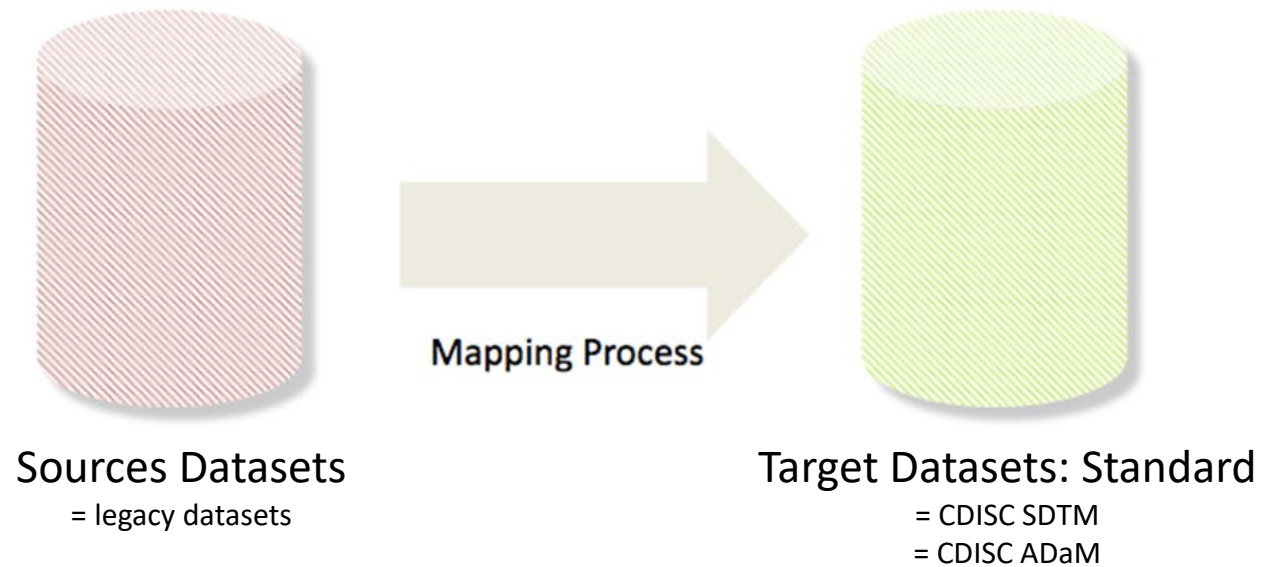 Mapping Process
Sources Datasets
= legacy datasets
Target Datasets: Standard
= CDISC SDTM
= CDISC ADaM